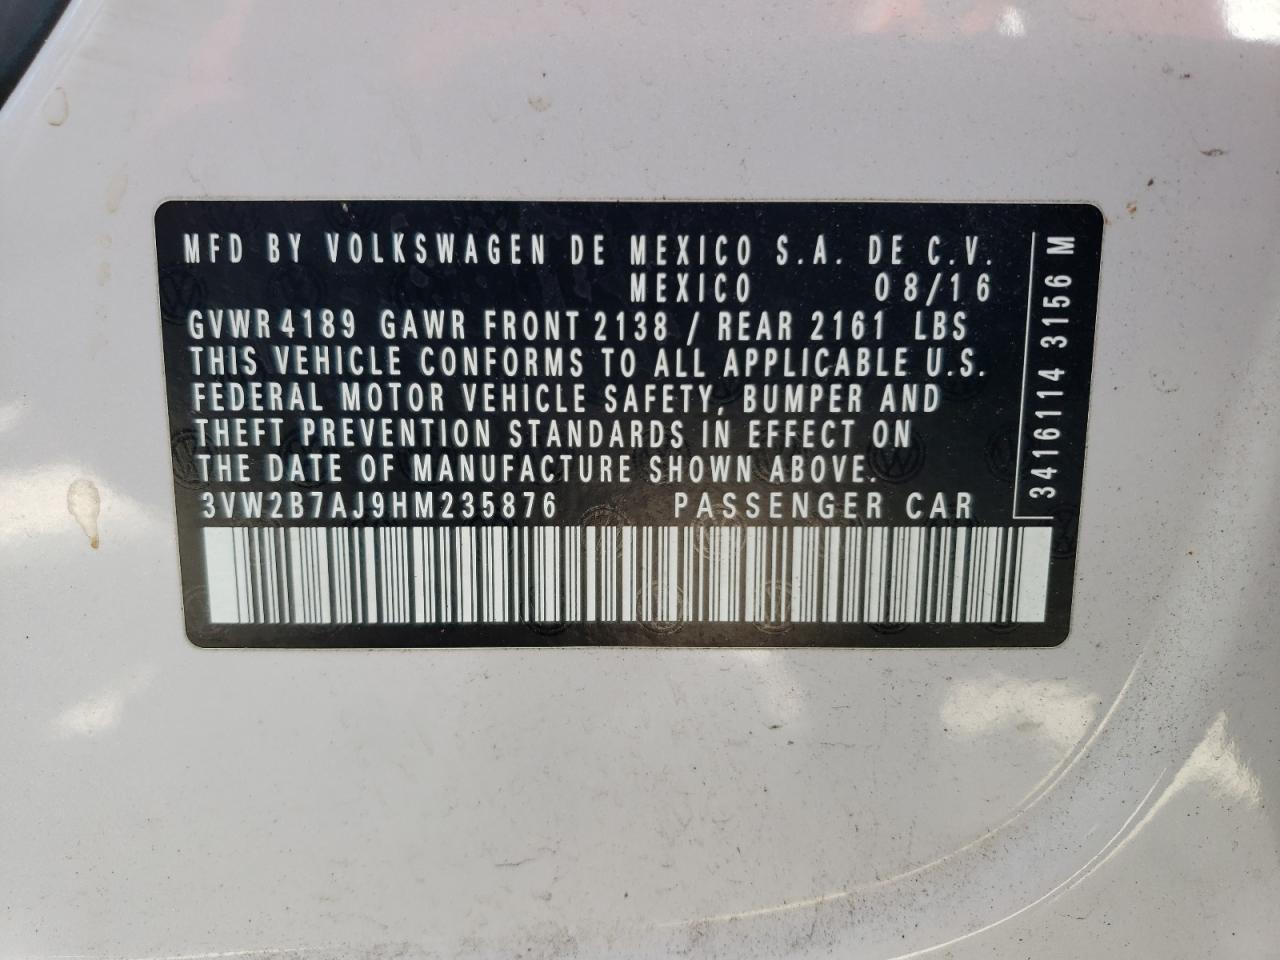 MFD BY VOLKSWAGEN DE MEXICO S.A. DE C.V.
MEXICO 08/16
GVWR 4189 GAWR FRONT 2138 / REAR 2161 LBS
THIS VEHICLE CONFORMS TO ALL APPLICABLE U.S.
FEDERAL MOTOR VEHICLE SAFETY, BUMPER AND
THEFT PREVENTION STANDARDS IN EFFECT ON
THE DATE OF MANUFACTURE SHOWN ABOVE.
3VW2B7AJ9HM235876 PASSENGER CAR
3416114 3156 M